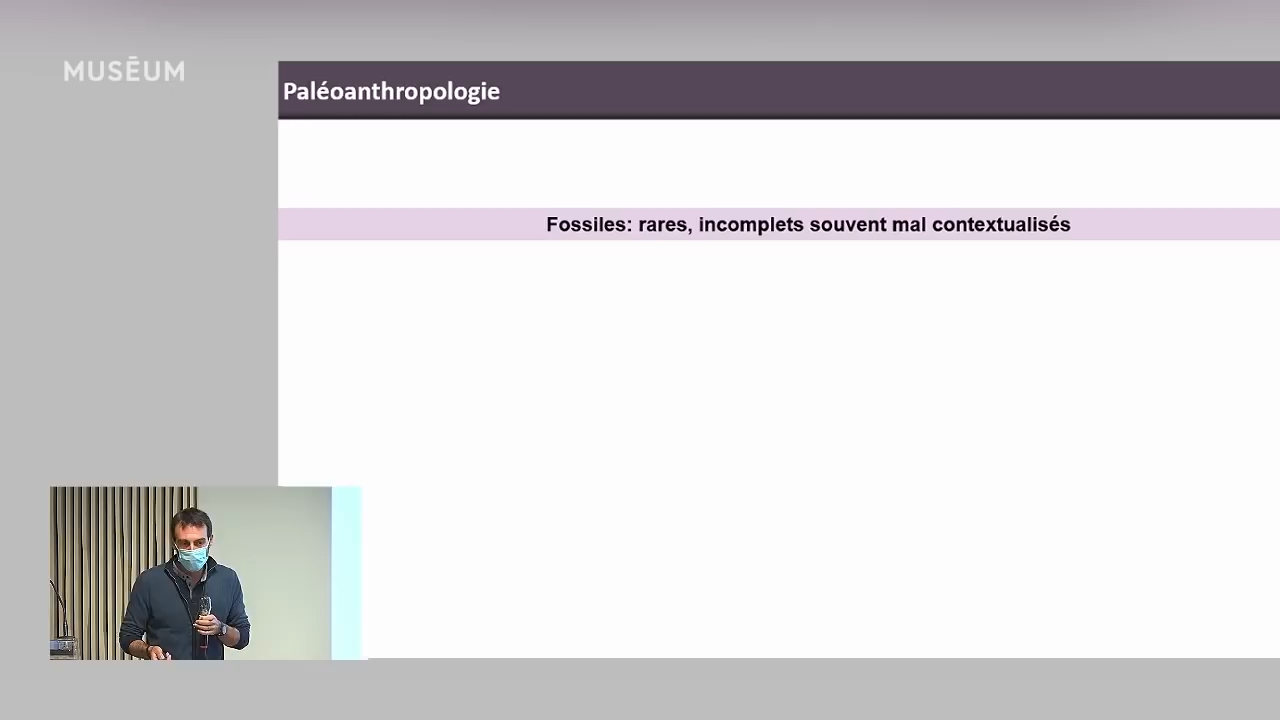 MUSĒUM
Paléoanthropologie
Fossiles: rares, incomplets souvent mal contextualisés